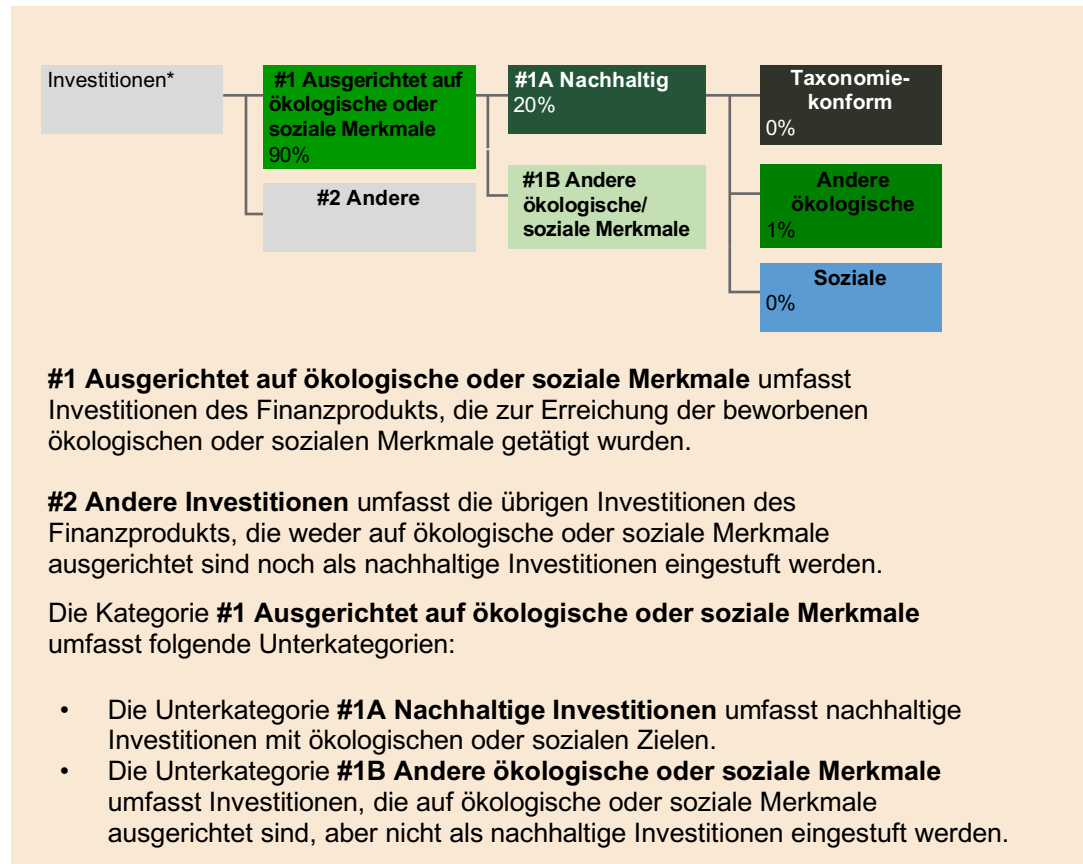 Investitionen*
#1 Ausgerichtet auf
ökologische oder
soziale Merkmale
90%
#2 Andere
#1A Nachhaltig
20%
#1B Andere
ökologische/
soziale Merkmale
Taxonomie-
konform
0%
Andere
ökologische
1%
Soziale
0%
#1 Ausgerichtet auf ökologische oder soziale Merkmale umfasst
Investitionen des Finanzprodukts, die zur Erreichung der beworbenen
ökologischen oder sozialen Merkmale getätigt wurden.
#2 Andere Investitionen umfasst die übrigen Investitionen des
Finanzprodukts, die weder auf ökologische oder soziale Merkmale
ausgerichtet sind noch als nachhaltige Investitionen eingestuft werden.
Die Kategorie #1 Ausgerichtet auf ökologische oder soziale Merkmale
umfasst folgende Unterkategorien:
• Die Unterkategorie #1A Nachhaltige Investitionen umfasst nachhaltige
Investitionen mit ökologischen oder sozialen Zielen.
• Die Unterkategorie #1B Andere ökologische oder soziale Merkmale
umfasst Investitionen, die auf ökologische oder soziale Merkmale
ausgerichtet sind, aber nicht als nachhaltige Investitionen eingestuft werden.